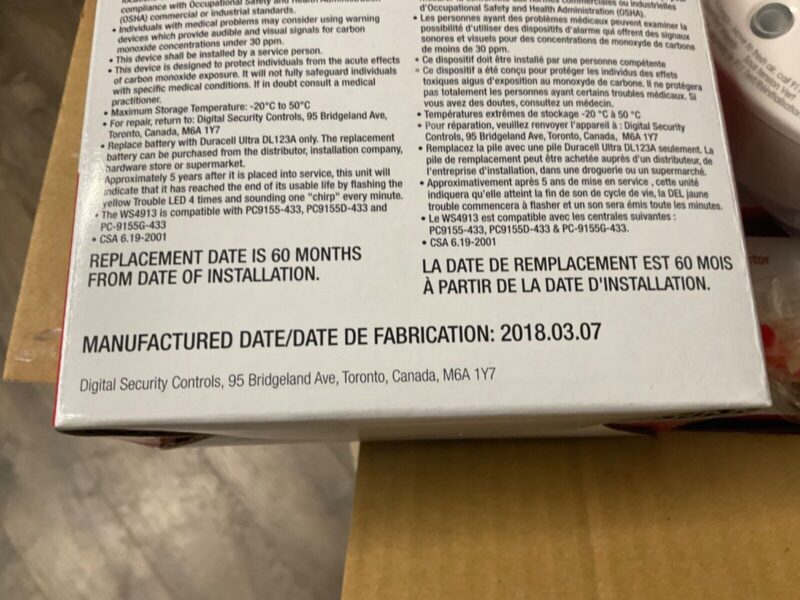 compliance with Occupational Safety and Health Administration
(OSHA) commercial or industrial standards.
• Individuals with medical problems may consider using warning
devices which provide audible and visual signals for carbon
monoxide concentrations under 30 ppm.
• This device shall be installed by a service person.
• This device is designed to protect individuals from the acute effects
of carbon monoxide exposure. It will not fully safeguard individuals
with specific medical conditions. If in doubt consult a medical
practitioner.
• Maximum Storage Temperature: -20°C to 50°C
• For repair, return to: Digital Security Controls, 95 Bridgeland Ave,
Toronto, Canada, M6A 1Y7
• Replace battery with Duracell Ultra DL123A only. The replacement
battery can be purchased from the distributor, installation company,
hardware store or supermarket.
Approximately 5 years after it is placed into service, this unit will
indicate that it has reached the end of its usable life by flashing the
yellow Trouble LED 4 times and sounding one "chirp" every minute.
• The WS4913 is compatible with PC9155-433, PC9155D-433 and
PC-9155G-433
• CSA 6.19-2001
REPLACEMENT DATE IS 60 MONTHS
FROM DATE OF INSTALLATION.
commerciales ou industrielles
d'Occupational Safety and Health Administration (OSHA).
• Les personnes ayant des problèmes médicaux peuvent examiner la
possibilité d'utiliser des dispositifs d'alarme qui offrent des signaux
sonores et visuels pour des concentrations de monoxyde de carbone
de moins de 30 ppm.
• Ce dispositif doit être installé par une personne compétente
• Ce dispositif a été conçu pour protéger les individus des effets
toxiques aigus d'exposition au monoxyde de carbone. Il ne protégera
pas totalement les personnes ayant certains troubles médicaux. Si
vous avez des doutes, consultez un médecin.
• Températures extrêmes de stockage -20 °C à 50 °C
• Pour réparation, veuillez renvoyer l'appareil à : Digital Security
Controls, 95 Bridgeland Ave, Toronto, Canada, M6A 1Y7
• Remplacez la pile avec une pile Duracell Ultra DL123A seulement. La
pile de remplacement peut être achetée auprès d'un distributeur, de
l'entreprise d'installation, dans une droguerie ou un supermarché.
• Approximativement après 5 ans de mise en service , cette unité
indiquera qu'elle atteint la fin de son cycle de vie, la DEL jaune
trouble commencera à flasher et un son sera émis toute les minutes.
• Le WS4913 est compatible avec les centrales suivantes :
PC9155-433, PC9155D-433 & PC-9155G-433.
• CSA 6.19-2001
LA DATE DE REMPLACEMENT EST 60 MOIS
À PARTIR DE LA DATE D'INSTALLATION.
MANUFACTURED DATE/DATE DE FABRICATION: 2018.03.07
Digital Security Controls, 95 Bridgeland Ave, Toronto, Canada, M6A 1Y7